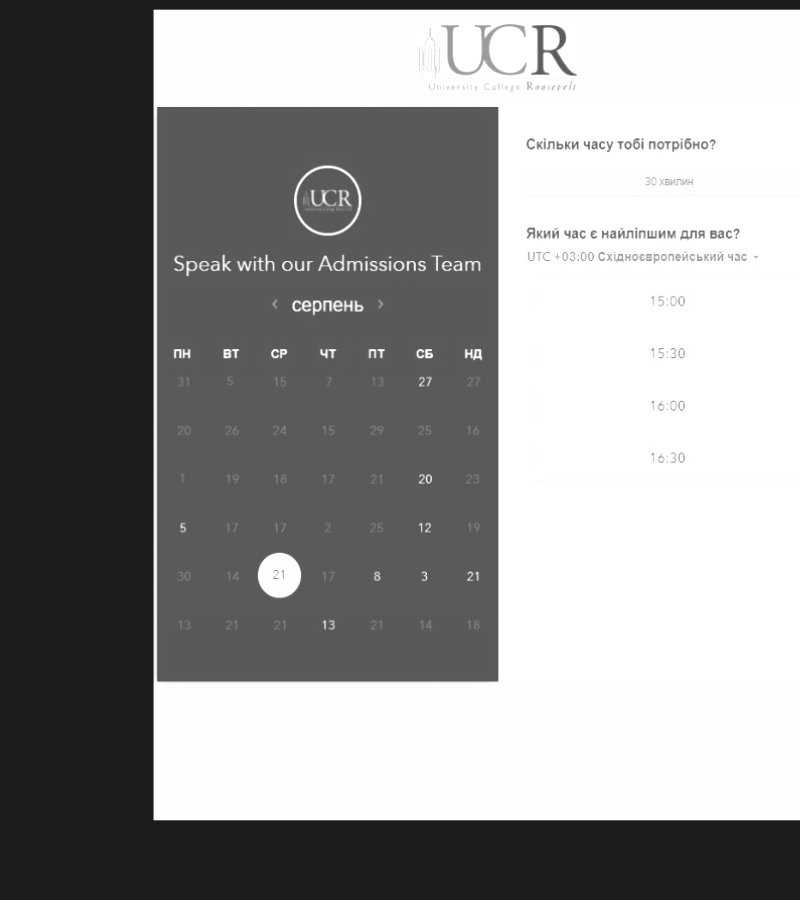 UCR
University College Roosevelt
UCR
Speak with our Admissions Team
‹ серпень ›
ПН ВТ СР ЧТ ПТ СБ НД
31 5 15 7 13 27 27
20 26 24 15 29 25 16
1 19 18 17 21 20 23
5 17 17 2 25 12 19
30 14 21 17 8 3 21
13 21 21 13 21 14 18
Скільки часу тобі потрібно?
30 хвилин
Який час є найліпшим для вас?
UTC +03:00 Східноєвропейський час
15:00
15:30
16:00
16:30